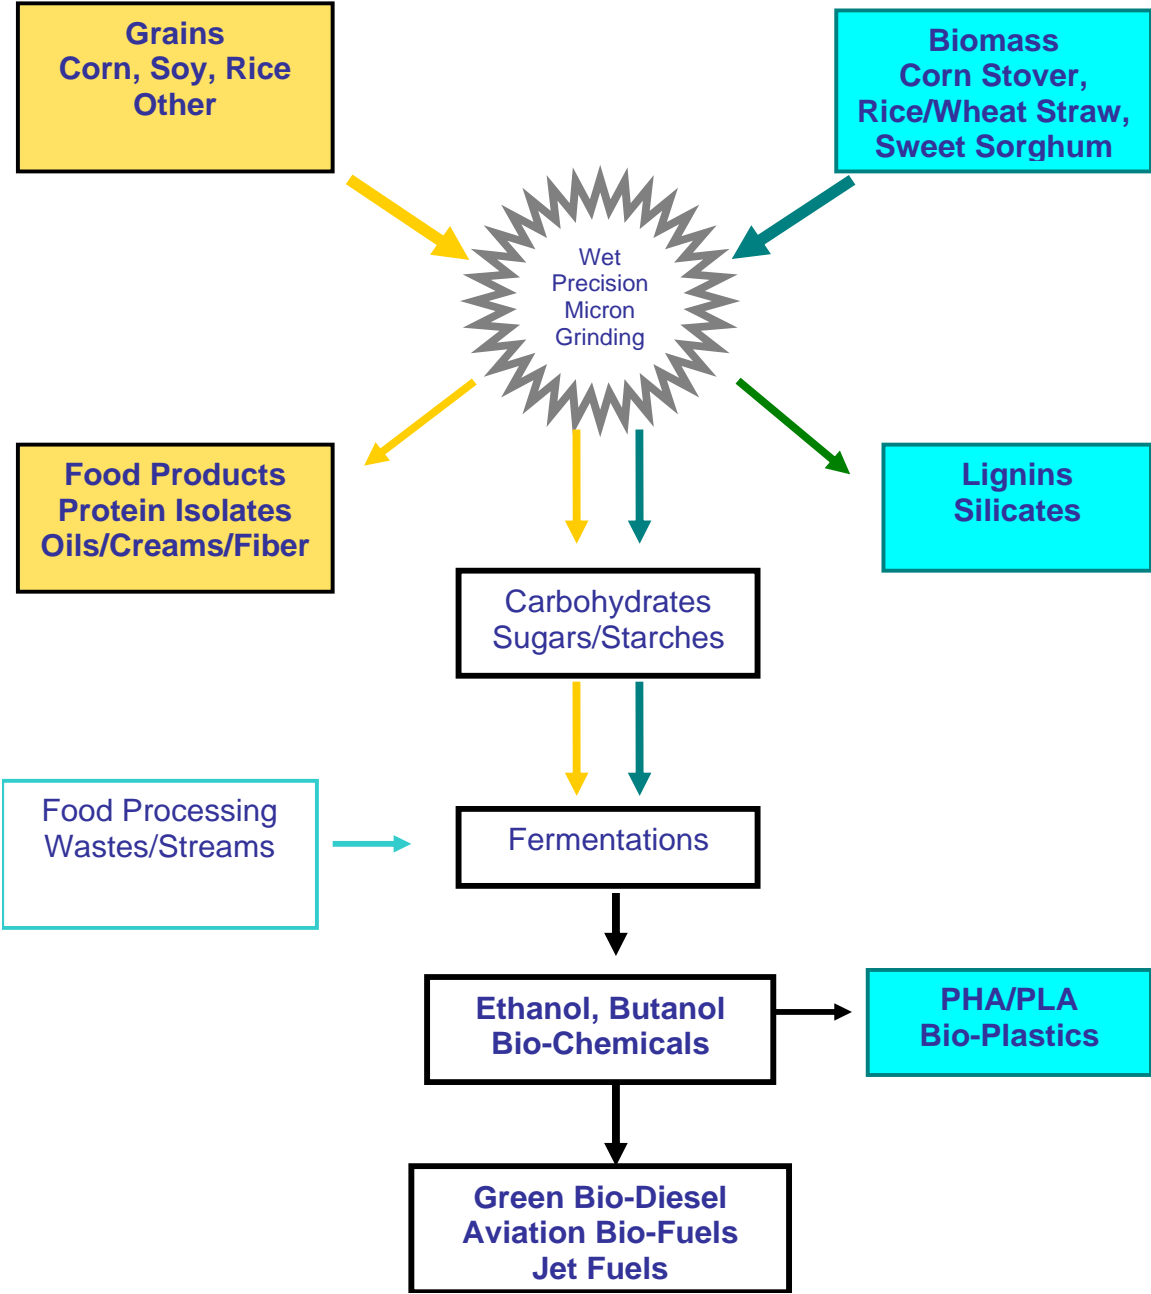 Grains
Corn, Soy, Rice
Other
Biomass
Corn Stover,
Rice/Wheat Straw,
Sweet Sorghum
Wet
Precision
Micron
Grinding
Food Products
Protein Isolates
Oils/Creams/Fiber
Lignins
Silicates
Carbohydrates
Sugars/Starches
Food Processing
Wastes/Streams
Fermentations
Ethanol, Butanol
Bio-Chemicals
PHA/PLA
Bio-Plastics
Green Bio-Diesel
Aviation Bio-Fuels
Jet Fuels